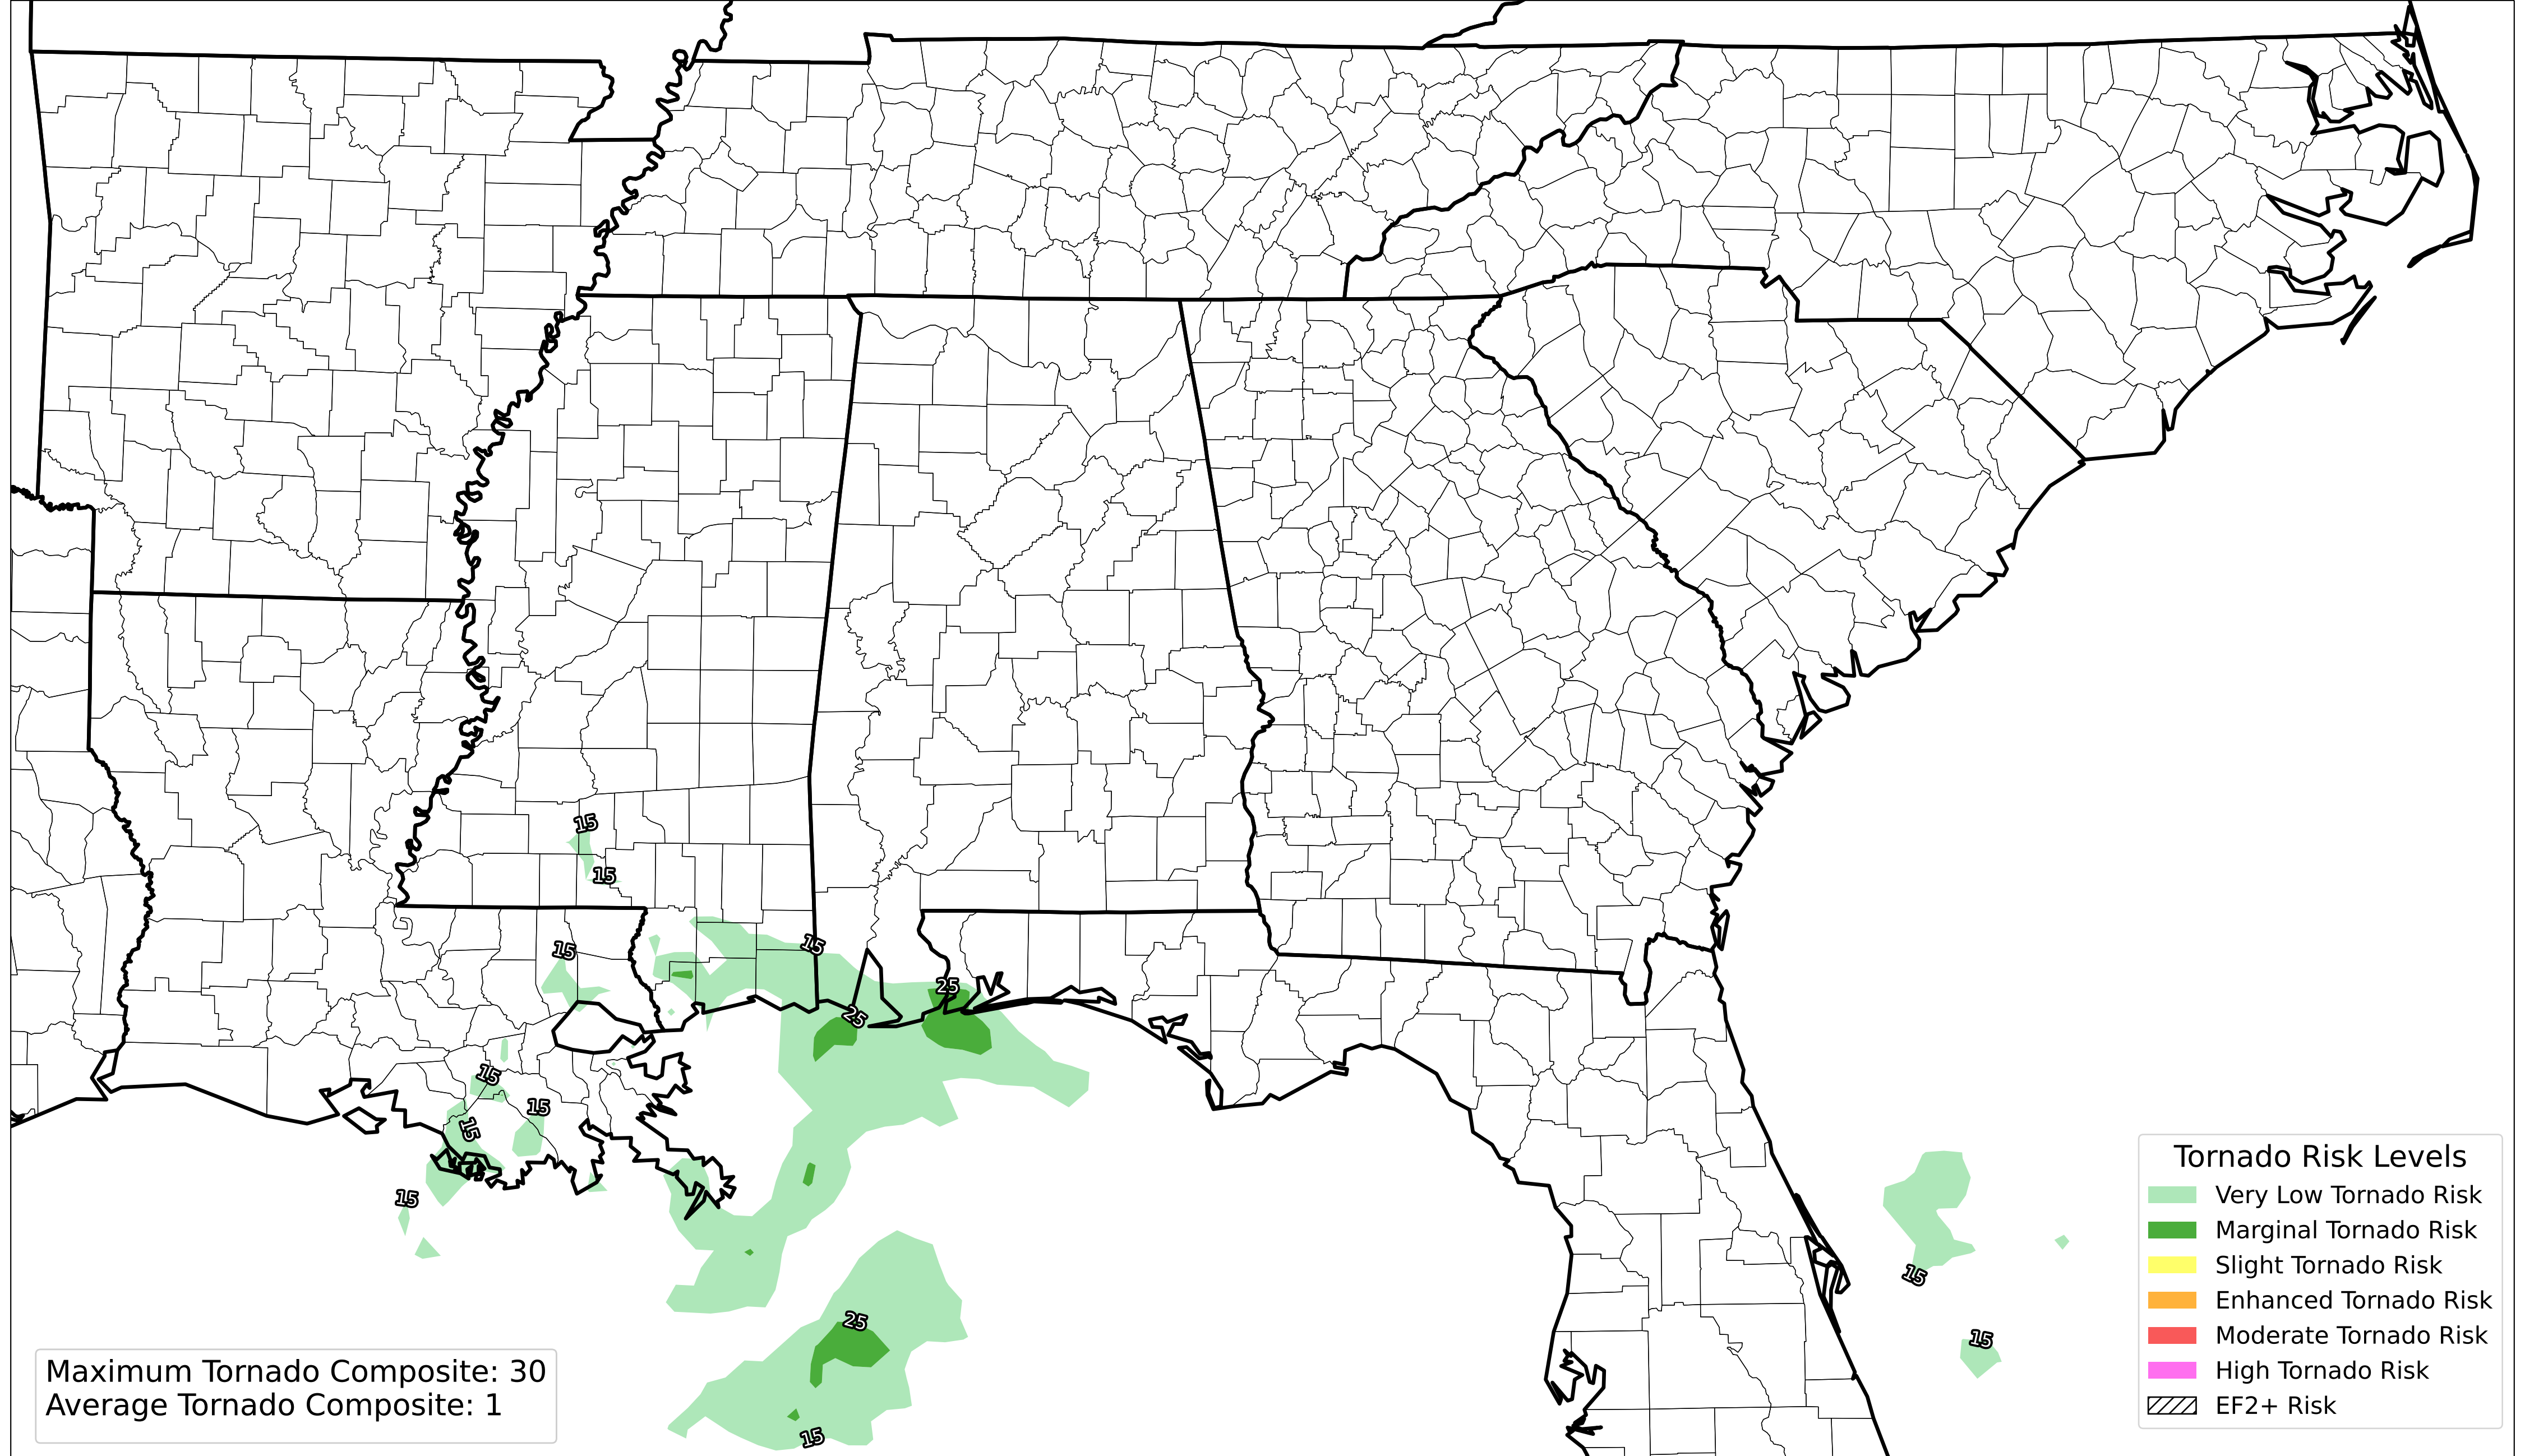 15
15
15
15
25
25
15
15
15
15
15
25
15
15
Tornado Risk Levels
Very Low Tornado Risk
Marginal Tornado Risk
Slight Tornado Risk
Enhanced Tornado Risk
Moderate Tornado Risk
High Tornado Risk
EF2+ Risk
Maximum Tornado Composite: 30
Average Tornado Composite: 1